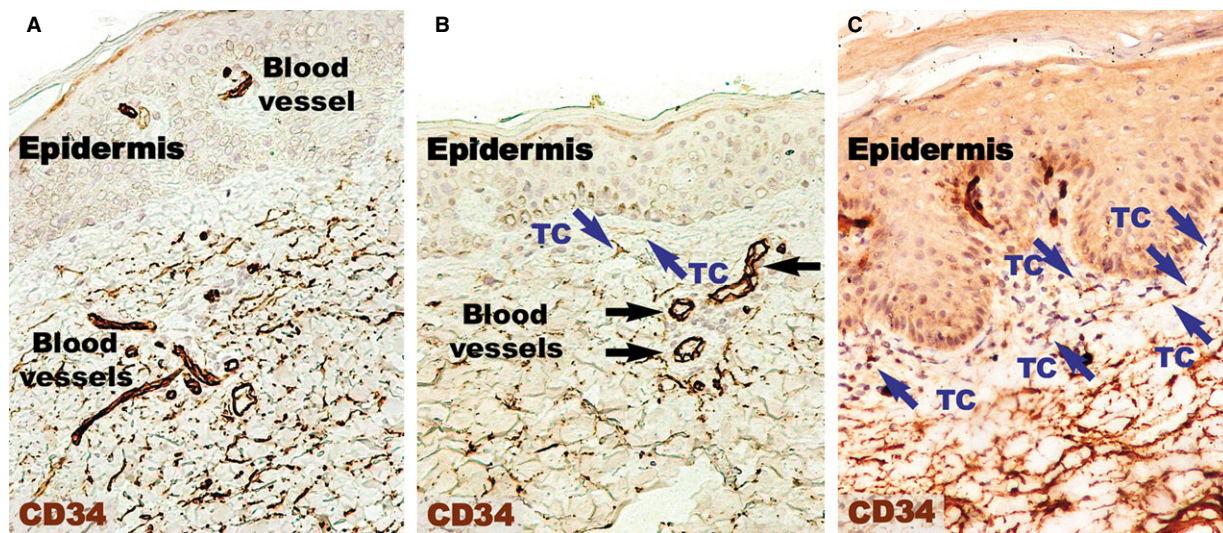 A
Blood
vessel
Epidermis
Blood
vessels
CD34
B
Epidermis
TC
TC
Blood
vessels
CD34
C
Epidermis
TC
TC
TC
TC
TC
CD34